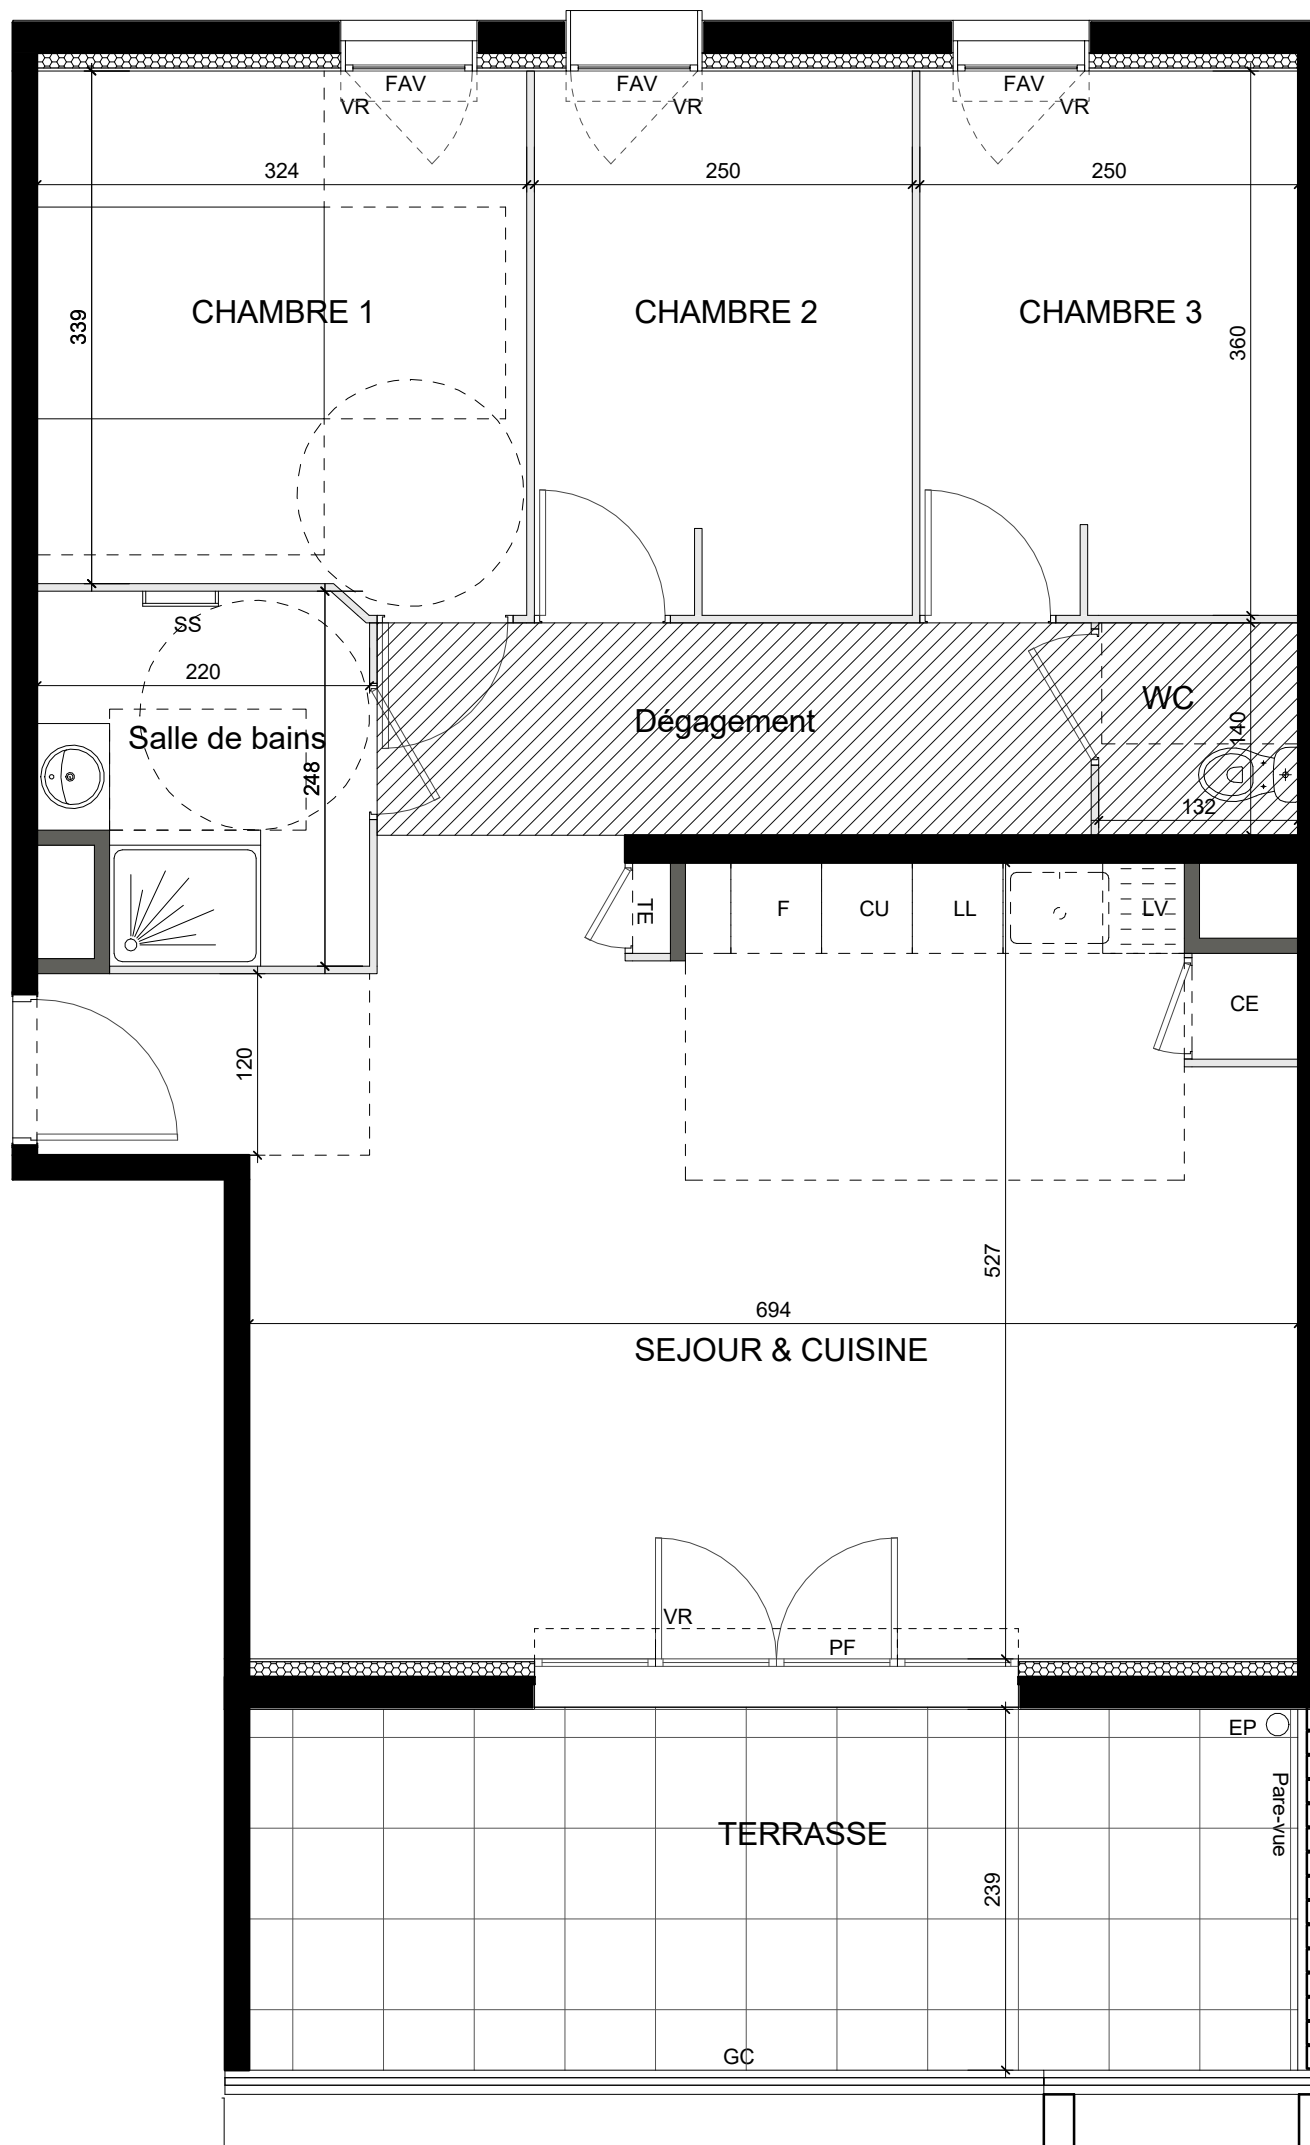 FAV
VR
FAV
VR
FAV
VR
324
250
250
CHAMBRE 1
CHAMBRE 2
CHAMBRE 3
339
360
SS
220
WC
Dégagement
Salle de bains
140
248
132
TE
F
CU
LL
LV
CE
120
527
694
SEJOUR & CUISINE
VR
PF
EP
Pare-vue
TERRASSE
239
GC